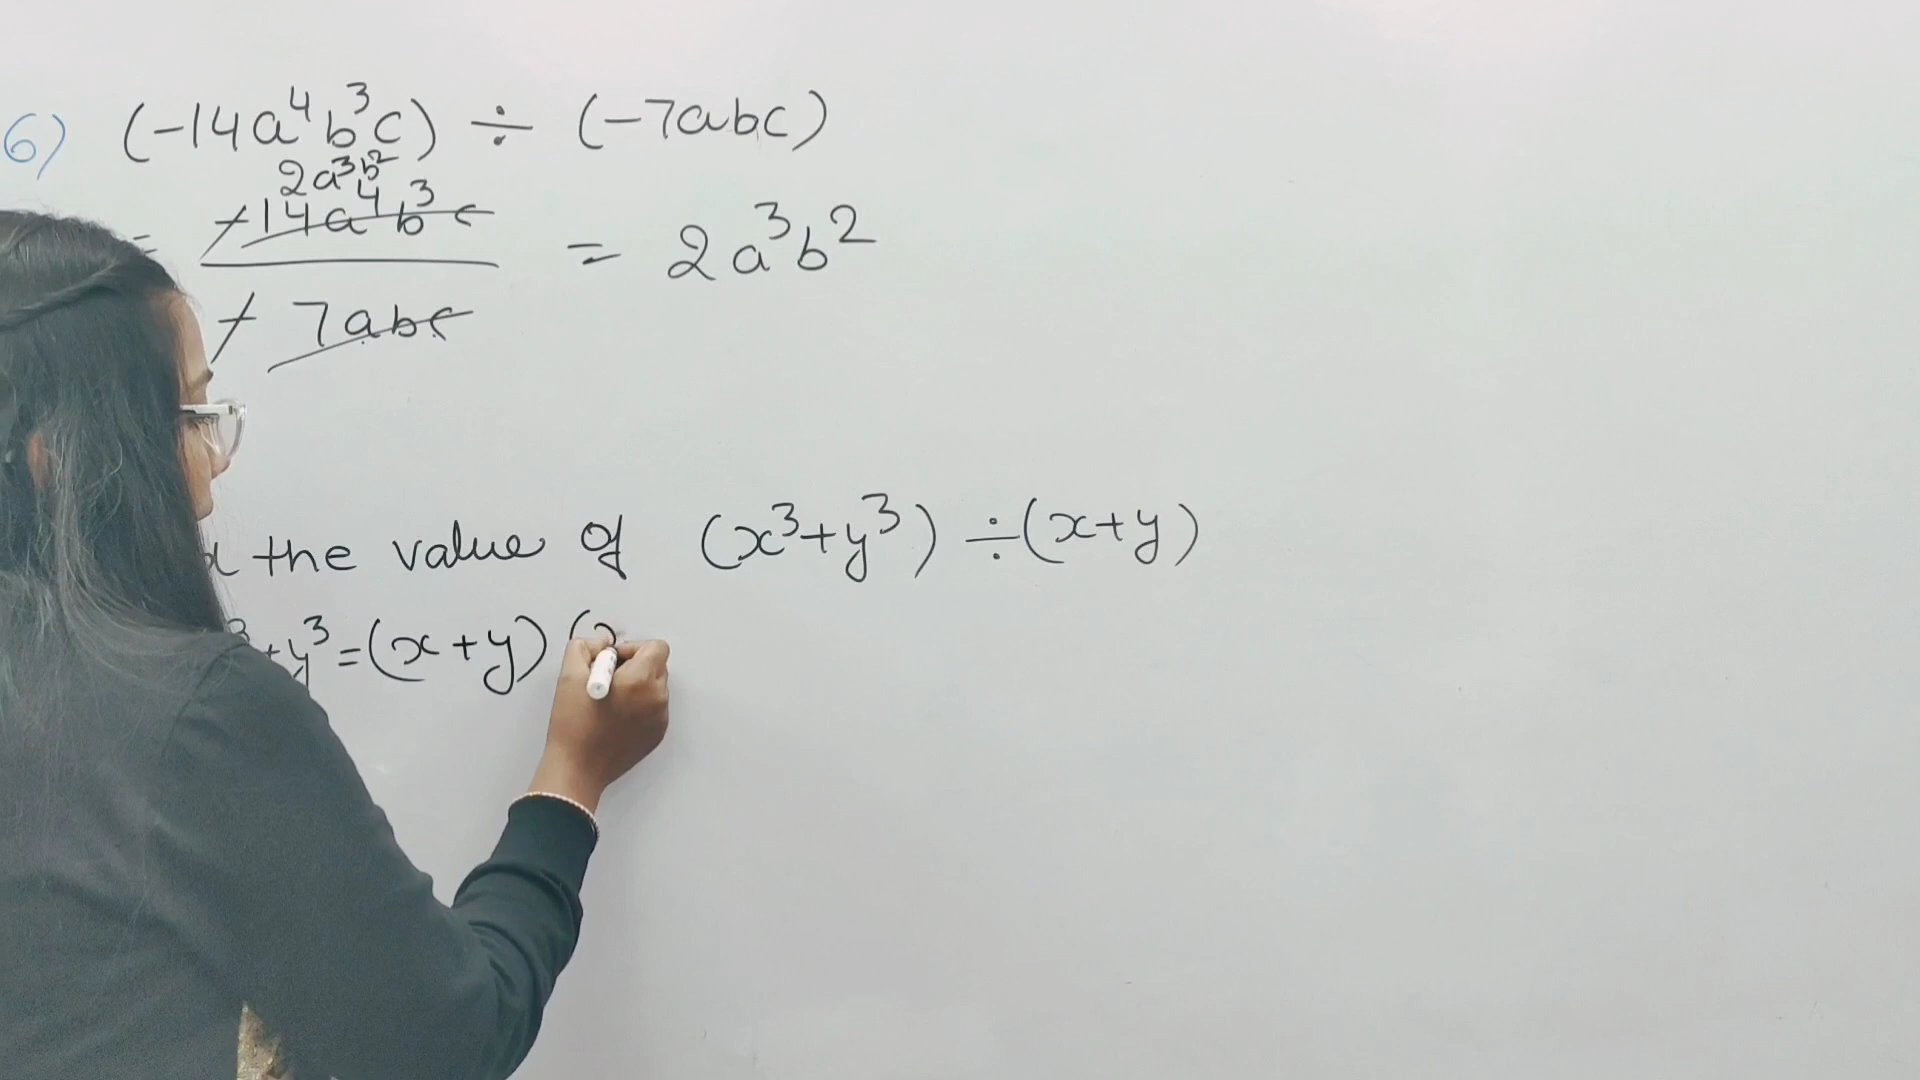 6) (-14a⁴b³c) ÷ (-7abc)
2a³b²
= -14a⁴b³c / -7abc = 2a³b²
the value of (x³+y³) ÷ (x+y)
³+y³=(x+y)(